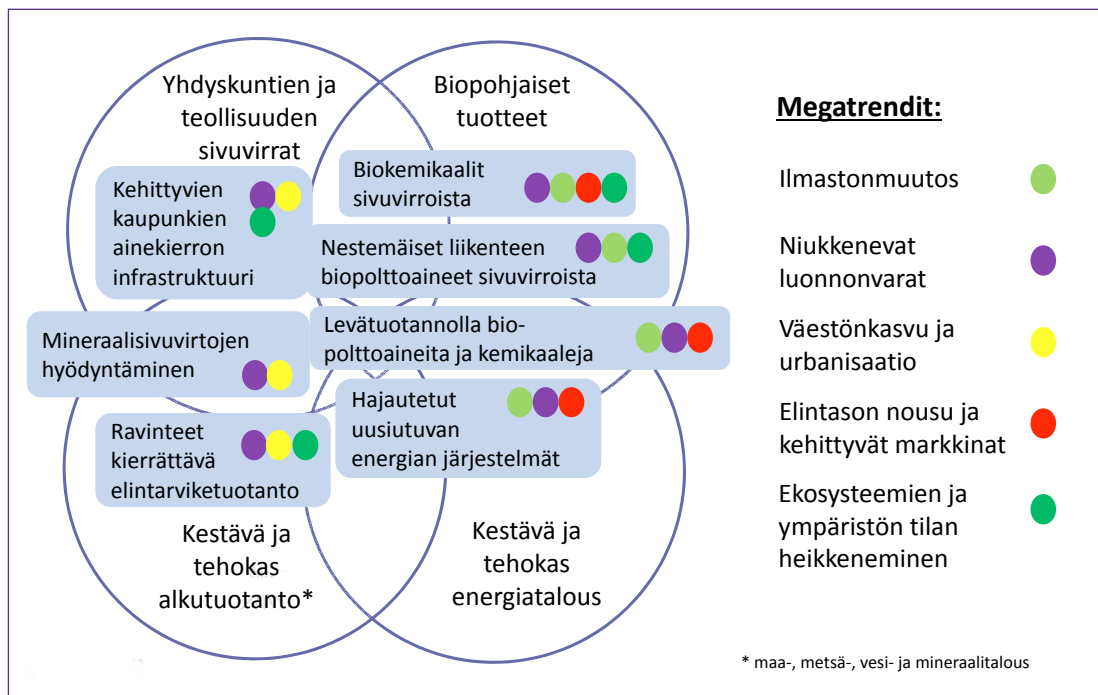 Yhdyskuntien ja
teollisuuden
sivuvirrat
Biopohjaiset
tuotteet
Kehittyvien
kaupunkien
ainekierron
infrastruktuuri
Biokemikaalit
sivuvirroista
Nestemäiset liikenteen
biopolttoaineet sivuvirroista
Mineraalisivuvirtojen
hyödyntäminen
Levätuotannolla bio-
polttoaineita ja kemikaaleja
Ravinteet
kierrättävä
elintarviketuotanto
Hajautetut
uusiutuvan
energian järjestelmät
Kestävä ja
tehokas
alkutuotanto*
Kestävä ja
tehokas
energiatalous
Megatrendit:
Ilmastonmuutos
Niukkenevat
luonnonvarat
Väestönkasvu ja
urbanisaatio
Elintason nousu ja
kehittyvät markkinat
Ekosysteemien ja
ympäristön tilan
heikkeneminen
* maa-, metsä-, vesi- ja mineraalitalous